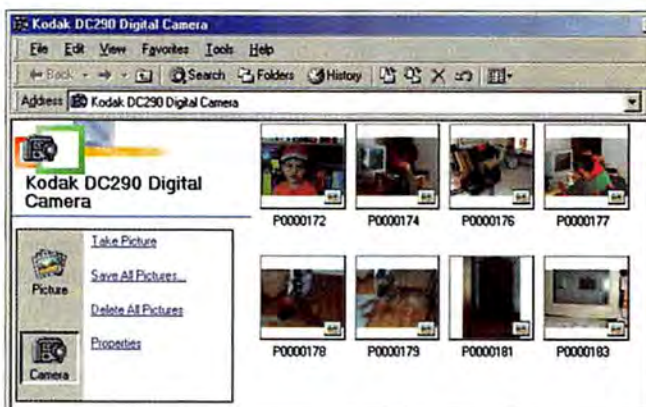 Kodak DC290 Digital Camera
File Edit View Favorites Tools Help
Back Search Folders History
Address Kodak DC290 Digital Camera
Kodak DC290 Digital
Camera
Take Picture
Save All Pictures...
Picture
Delete All Pictures
Properties
Camera
P0000172 P0000174 P0000176 P0000177
P0000178 P0000179 P0000181 P0000183